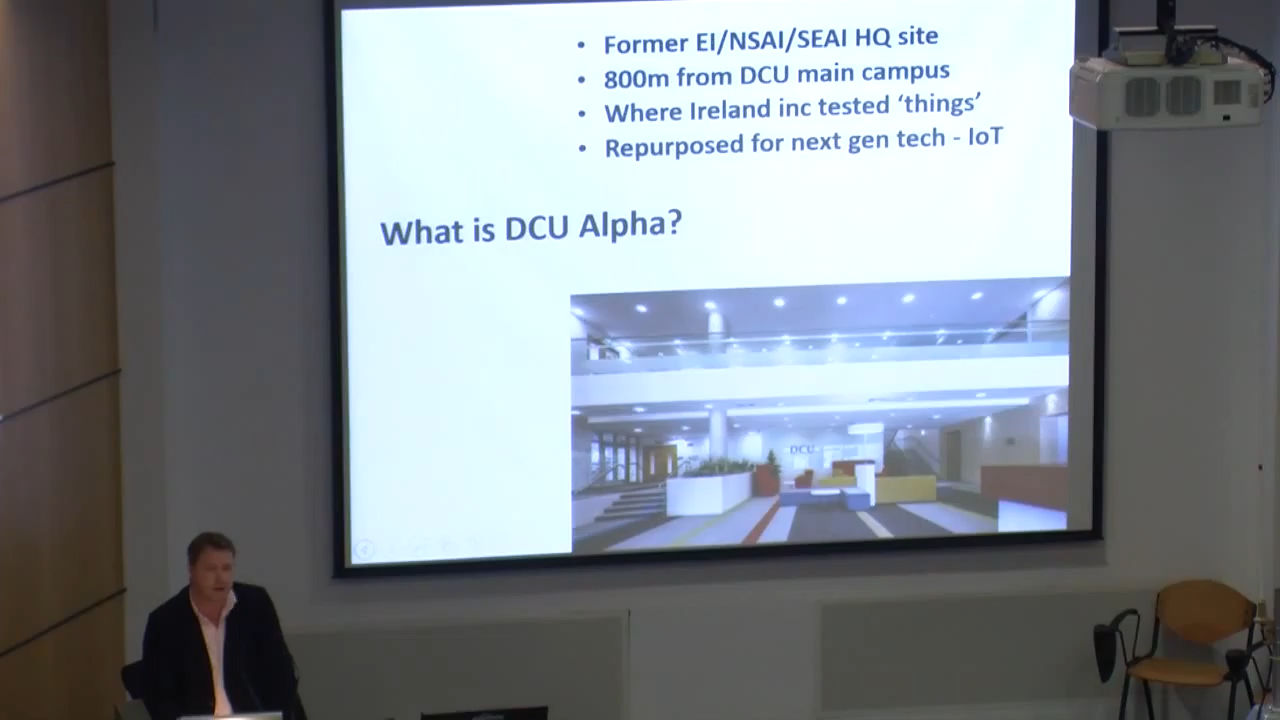 • Former EI/NSAI/SEAI HQ site
• 800m from DCU main campus
• Where Ireland inc tested ‘things’
• Repurposed for next gen tech - IoT
What is DCU Alpha?
DCU